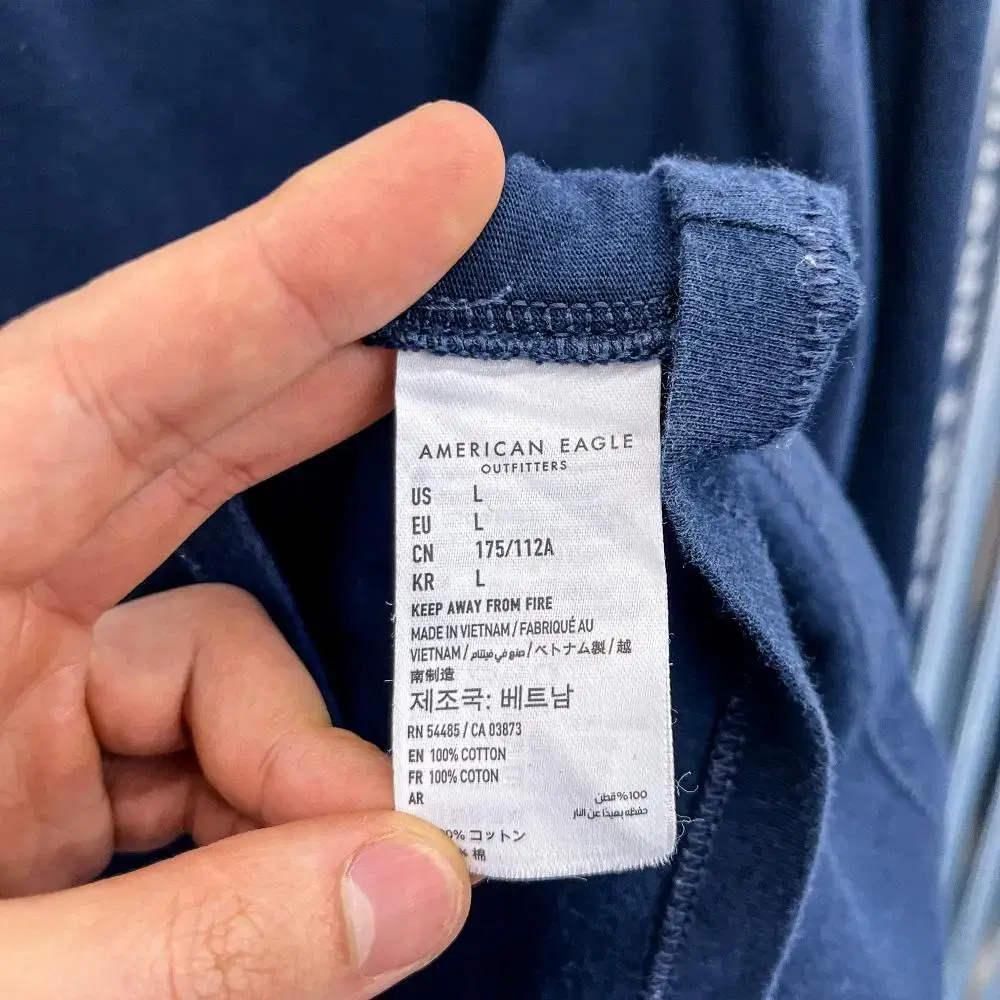 AMERICAN EAGLE
OUTFITTERS
US L
EU L
CN 175/112A
KR L
KEEP AWAY FROM FIRE
MADE IN VIETNAM / FABRIQUÉ AU
VIETNAM / صنع في فيتنام / ベトナム製 / 越
南制造
제조국: 베트남
RN 54485 / CA 03873
EN 100% COTTON
FR 100% COTON
AR 100% قطن
حفظه بعيدًا عن النار
0% コットン
% 棉